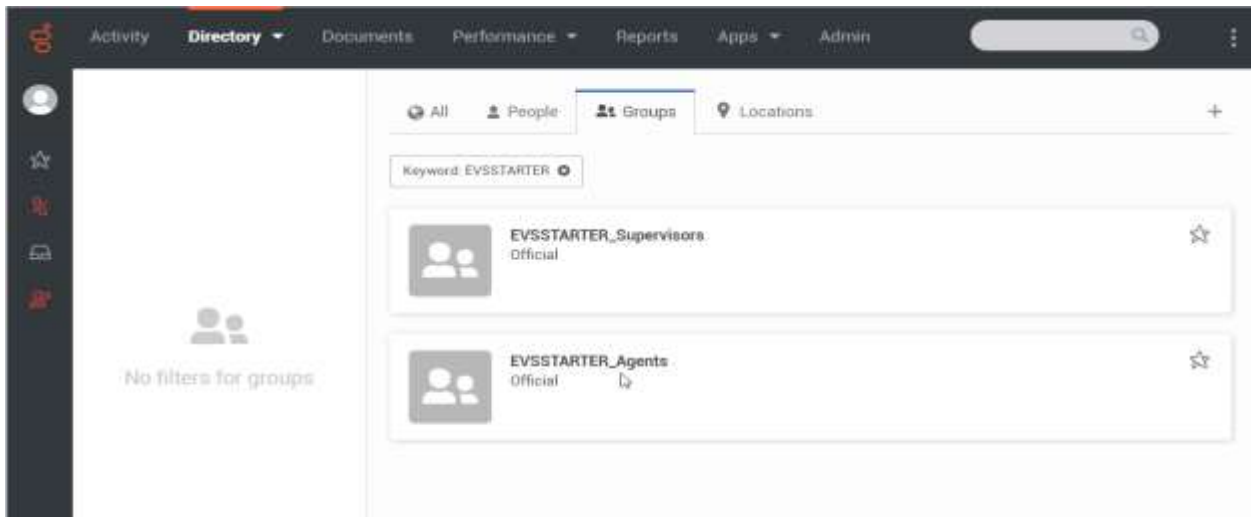 Activity Directory Documents Performance Reports Apps Admin
All People Groups Locations +
Keyword: EVSSTARTER
EVSSTARTER_Supervisors
Official
No filters for groups
EVSSTARTER_Agents
Official